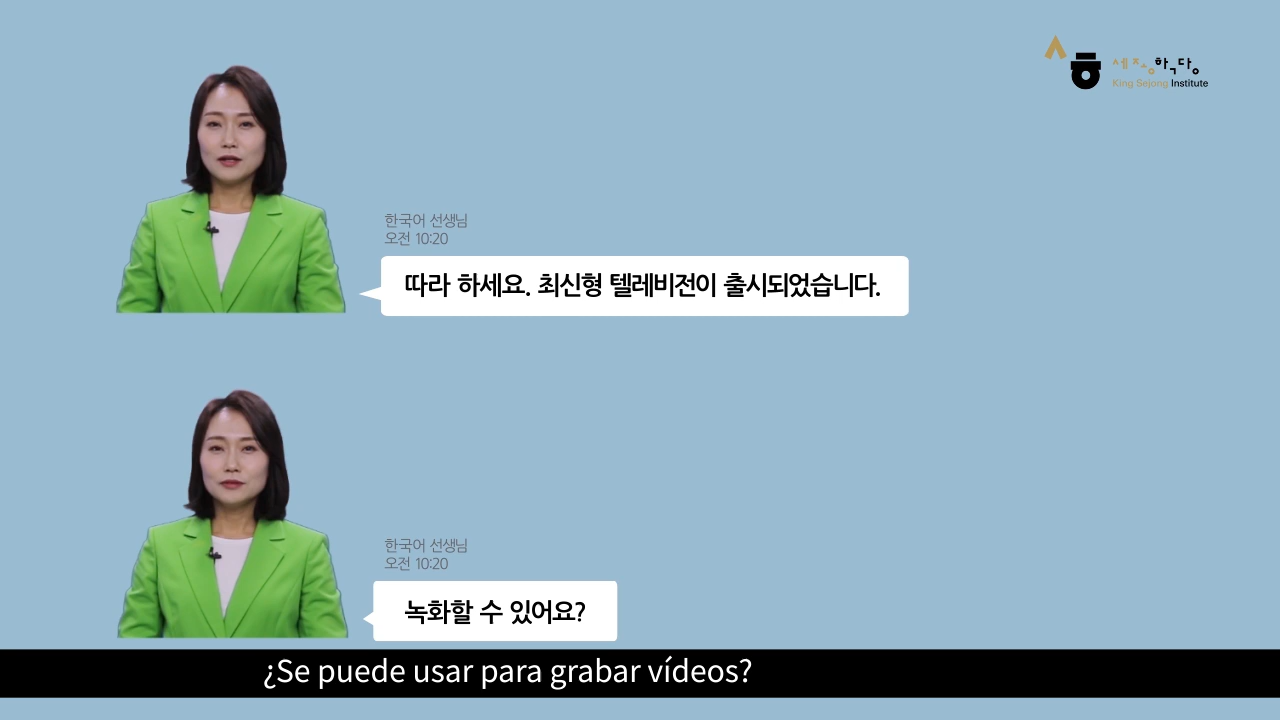 세종학당
King Sejong Institute
한국어 선생님
오전 10:20
따라 하세요. 최신형 텔레비전이 출시되었습니다.
한국어 선생님
오전 10:20
녹화할 수 있어요?
¿Se puede usar para grabar vídeos?